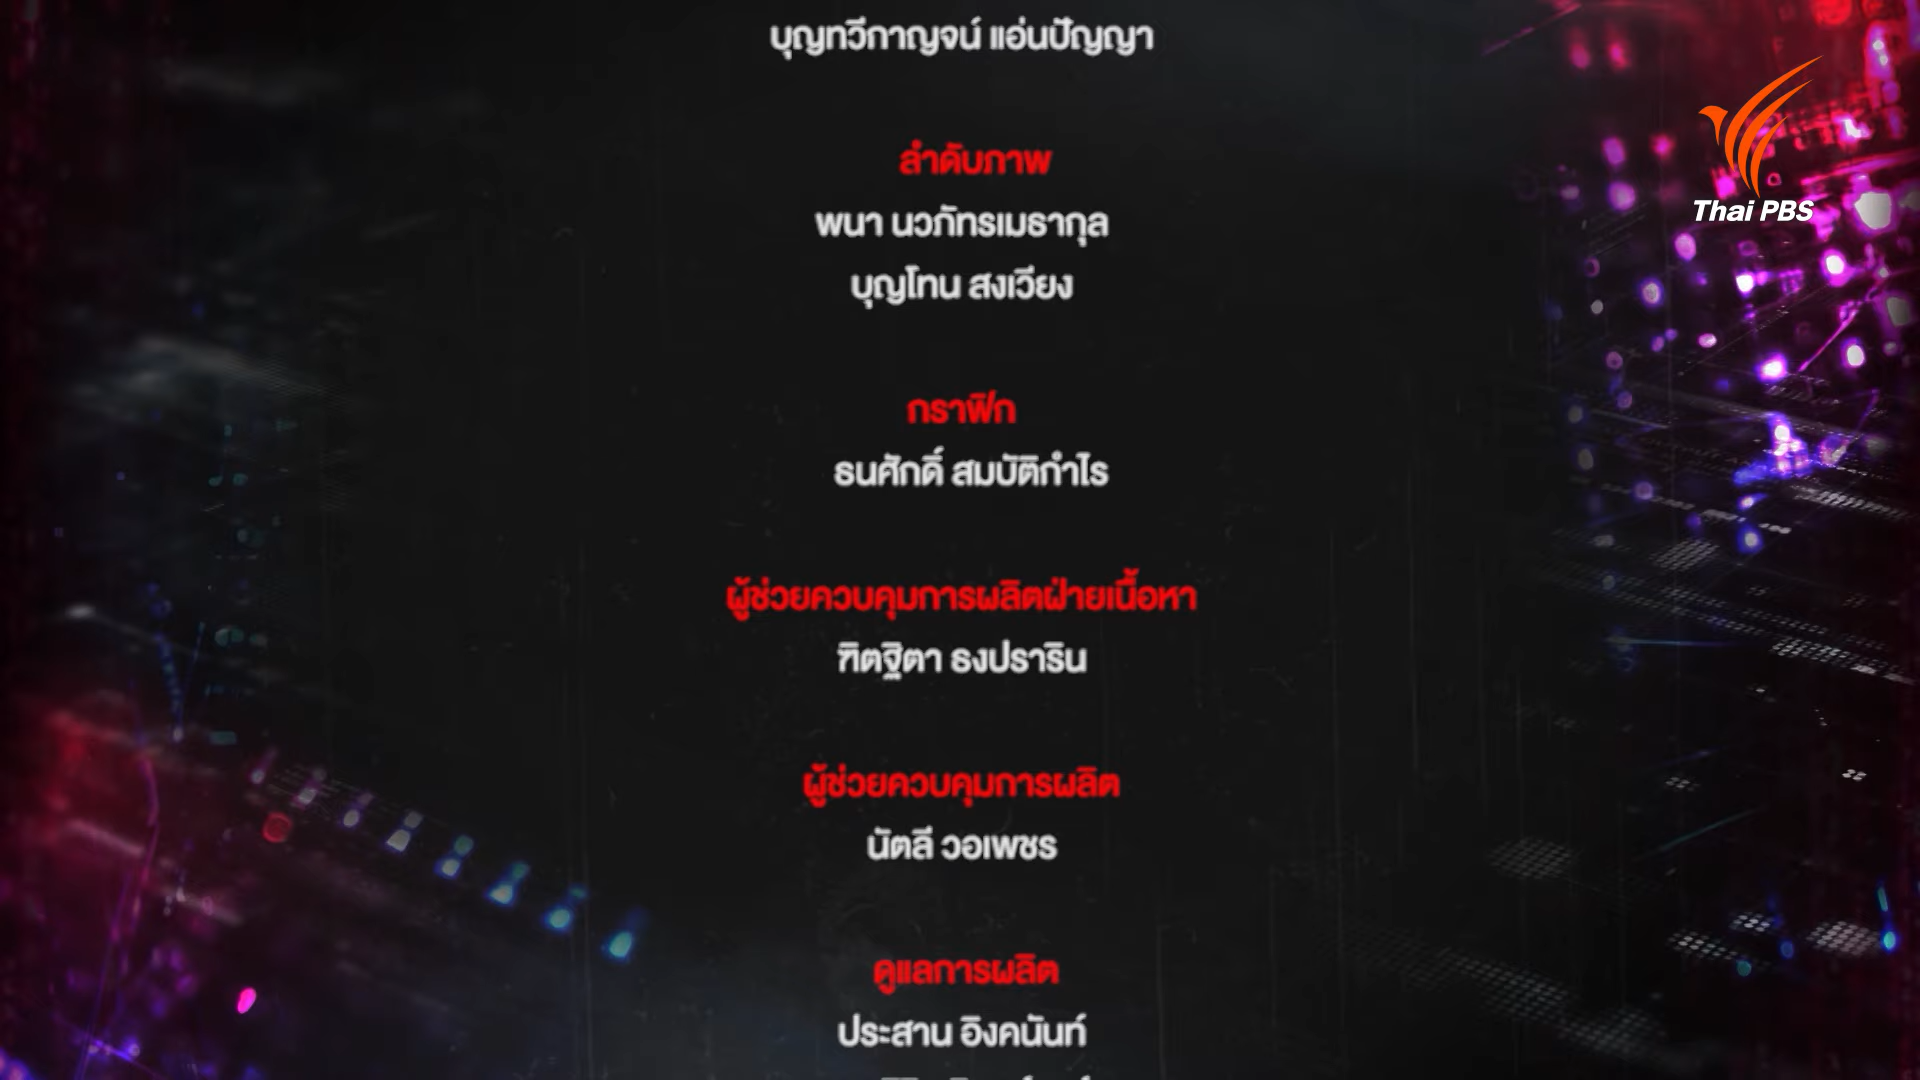 บุญทวีกาญจน์ แอ่นปัญญา
ลำดับภาพ
พนา นวภัทรเมธากุล
บุญโทน สงเวียง
กราฟิก
ธนศักดิ์ สมบัติกำไร
ผู้ช่วยควบคุมการผลิตฝ่ายเนื้อหา
ฑิตฐิตา ธงปราริน
ผู้ช่วยควบคุมการผลิต
นัตลี วอเพชร
ดูแลการผลิต
ประสาน อิงคนันท์
Thai PBS